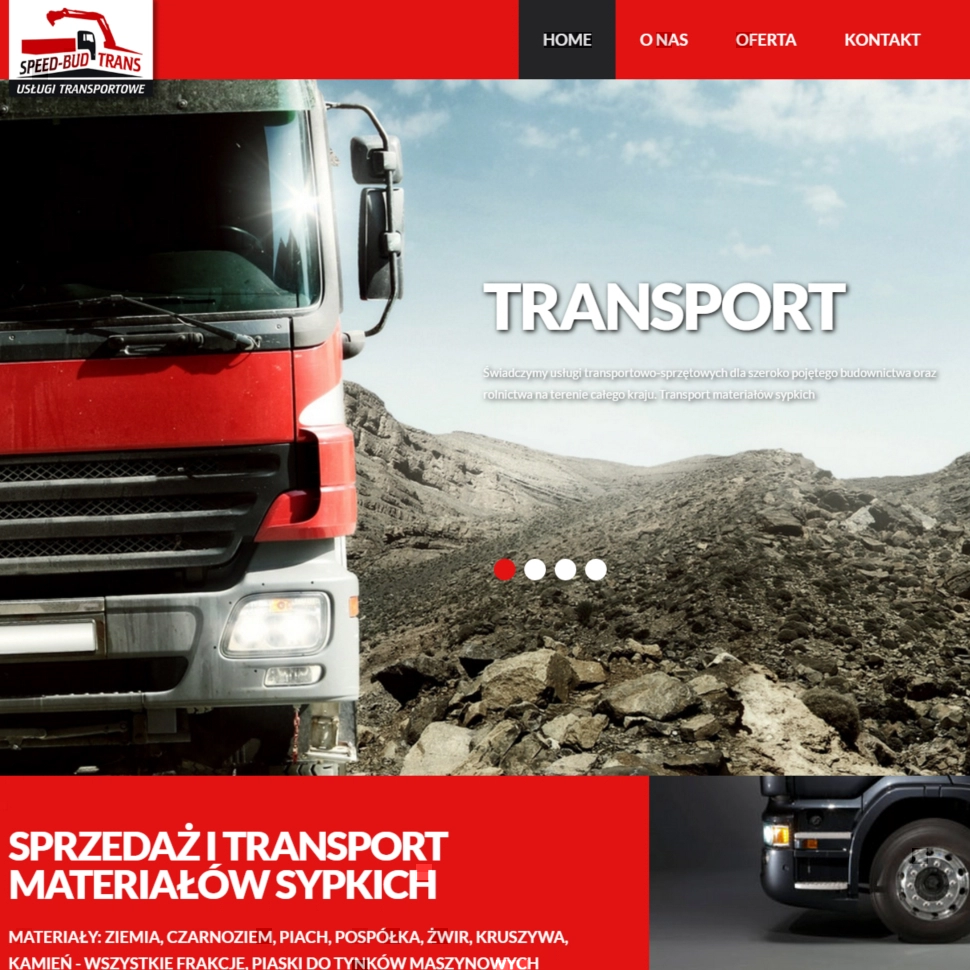 SPEED-BUD TRANS
USŁUGI TRANSPORTOWE
HOME
O NAS
OFERTA
KONTAKT
TRANSPORT
Świadczymy usługi transportowo-sprzętowych dla szeroko pojętego budownictwa oraz
rolnictwa na terenie całego kraju. Transport materiałów sypkich
SPRZEDAŻ I TRANSPORT
MATERIAŁÓW SYPKICH
MATERIAŁY: ZIEMIA, CZARNOZIEM, PIACH, POSPÓŁKA, ŻWIR, KRUSZYWA,
KAMIEŃ - WSZYSTKIE FRAKCJE, PIASKI DO TYNKÓW MASZYNOWYCH